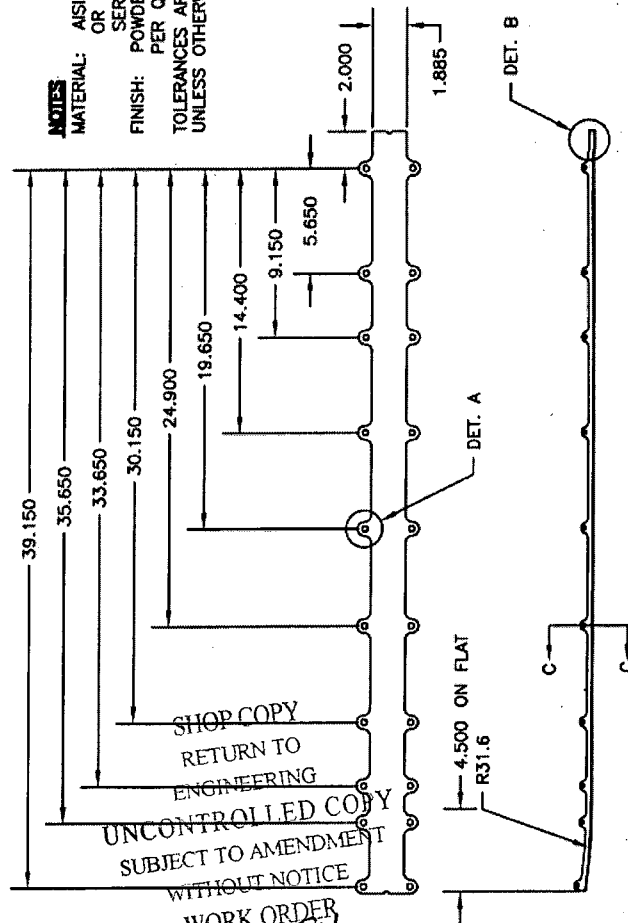 NOTES
MATERIAL: AISI
OR
SER
FINISH: POWDE
PER Q
TOLERANCES AR
UNLESS OTHERW
39.150
35.650
33.650
30.150
24.900
19.650
14.400
9.150
5.650
2.000
1.885
DET. A
DET. B
4.500 ON FLAT
R31.6
C
C
SHOP COPY
RETURN TO
ENGINEERING
UNCONTROLLED COPY
SUBJECT TO AMENDMENT
WITHOUT NOTICE
WORK ORDER